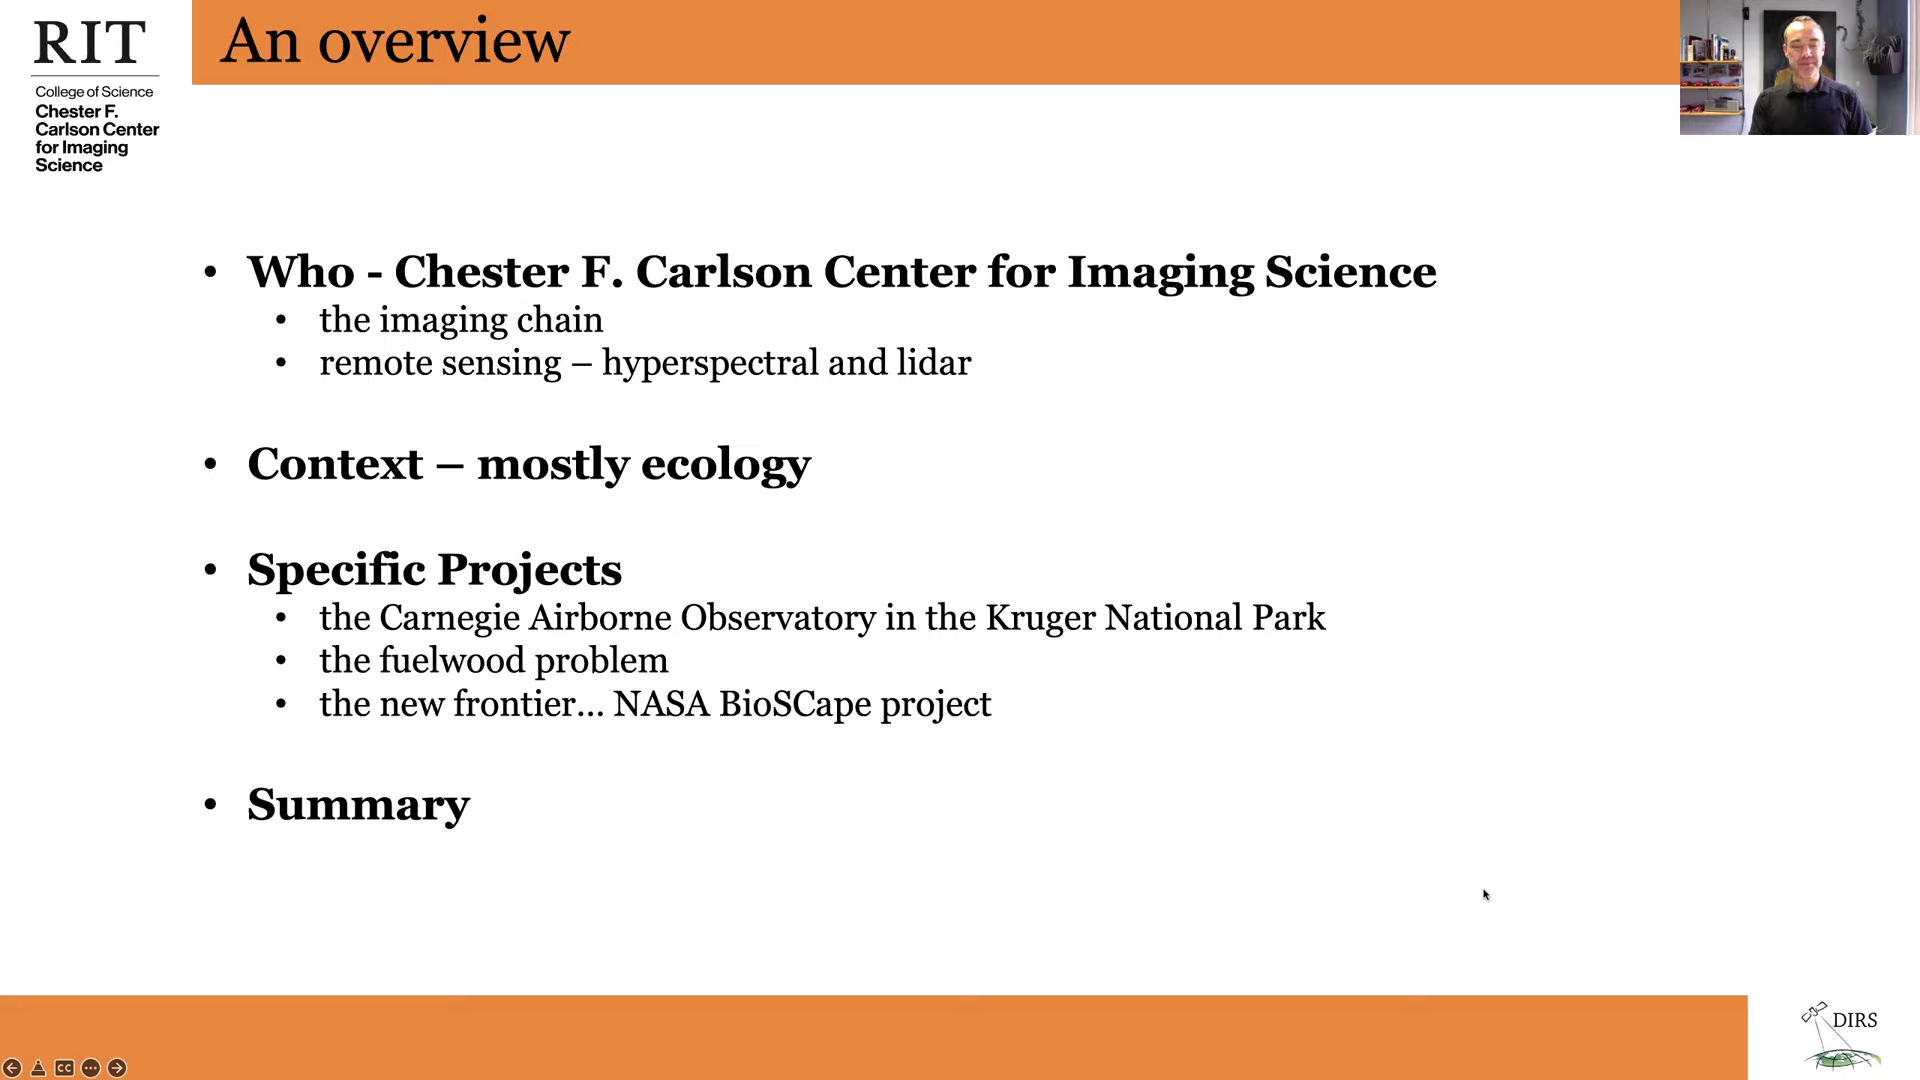 RIT
College of Science
Chester F.
Carlson Center
for Imaging
Science
An overview
• Who - Chester F. Carlson Center for Imaging Science
• the imaging chain
• remote sensing – hyperspectral and lidar
• Context – mostly ecology
• Specific Projects
• the Carnegie Airborne Observatory in the Kruger National Park
• the fuelwood problem
• the new frontier... NASA BioSCape project
• Summary
DIRS
CC